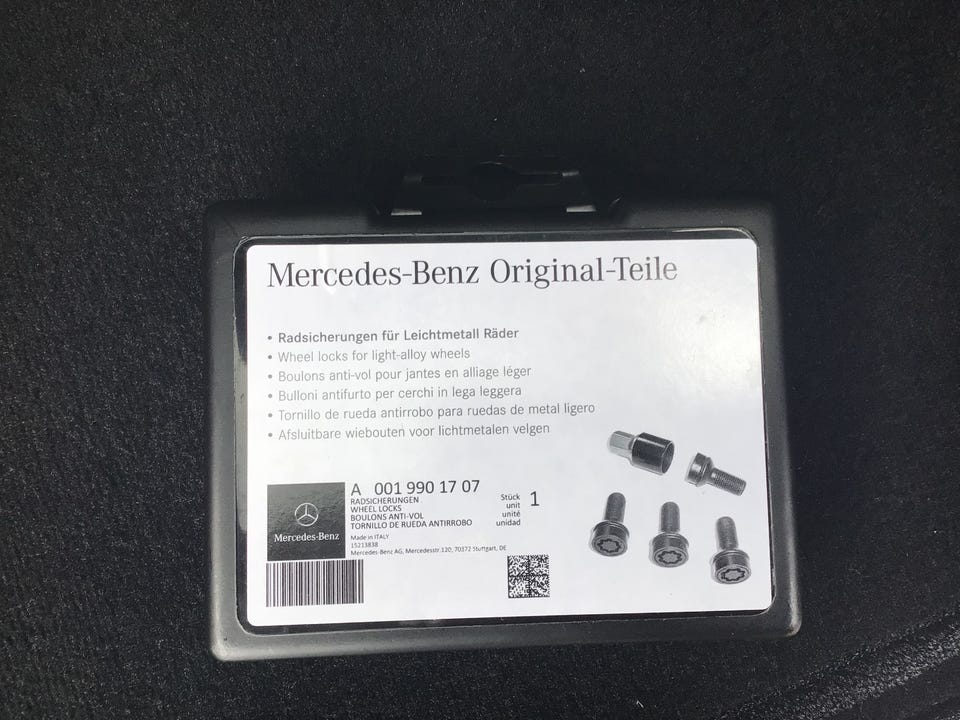 Mercedes-Benz Original-Teile
• Radsicherungen für Leichtmetall Räder
• Wheel locks for light-alloy wheels
• Boulons anti-vol pour jantes en alliage léger
• Bulloni antifurto per cerchi in lega leggera
• Tornillo de rueda antirrobo para ruedas de metal ligero
• Afsluitbare wiebouten voor lichtmetalen velgen
Mercedes-Benz
A 001 990 17 07
RADSICHERUNGEN
WHEEL LOCKS
BOULONS ANTI-VOL
TORNILLO DE RUEDA ANTIRROBO
Made in ITALY
15213838
Mercedes-Benz AG, Mercedesstr.120, 70372 Stuttgart, DE
Stück
unit
unité
unidad
1